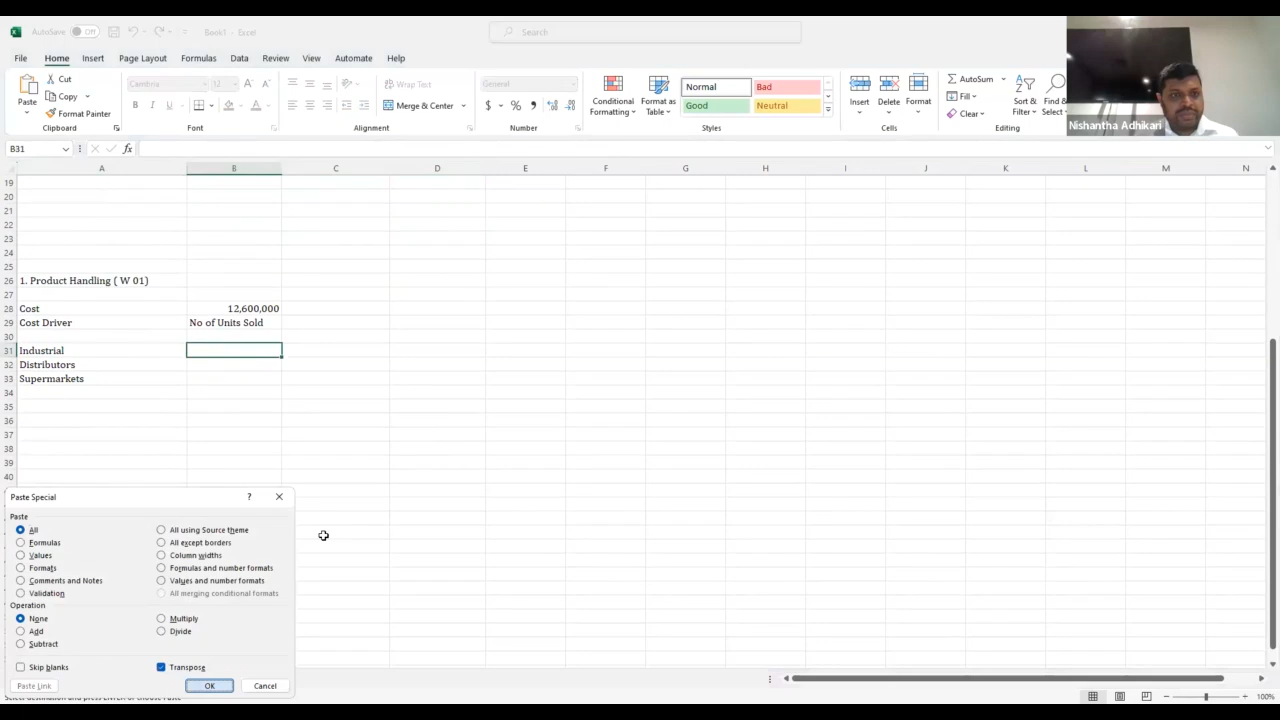 AutoSave Off Book1 - Excel Search
File Home Insert Page Layout Formulas Data Review View Automate Help
Paste Cut Copy Format Painter Clipboard
Cambria 12 Font
Wrap Text Merge & Center Alignment
General Number
Conditional Formatting Format as Table Normal Bad Good Neutral Styles
Insert Delete Format Cells
AutoSum Fill Clear Sort & Find & Filter Select Editing
Nishantha Adhikari
B31 fx
A B C D E F G H I J K L M N
19
20
21
22
23
24
25
26 1. Product Handling ( W 01)
27
28 Cost 12,600,000
29 Cost Driver No of Units Sold
30
31 Industrial
32 Distributors
33 Supermarkets
34
35
36
37
38
39
40
Paste Special ?
Paste
All All using Source theme
Formulas All except borders
Values Column widths
Formats Formulas and number formats
Comments and Notes Values and number formats
Validation All merging conditional formats
Operation
None Multiply
Add Divide
Subtract
Skip blanks Transpose
Paste Link OK Cancel
100%